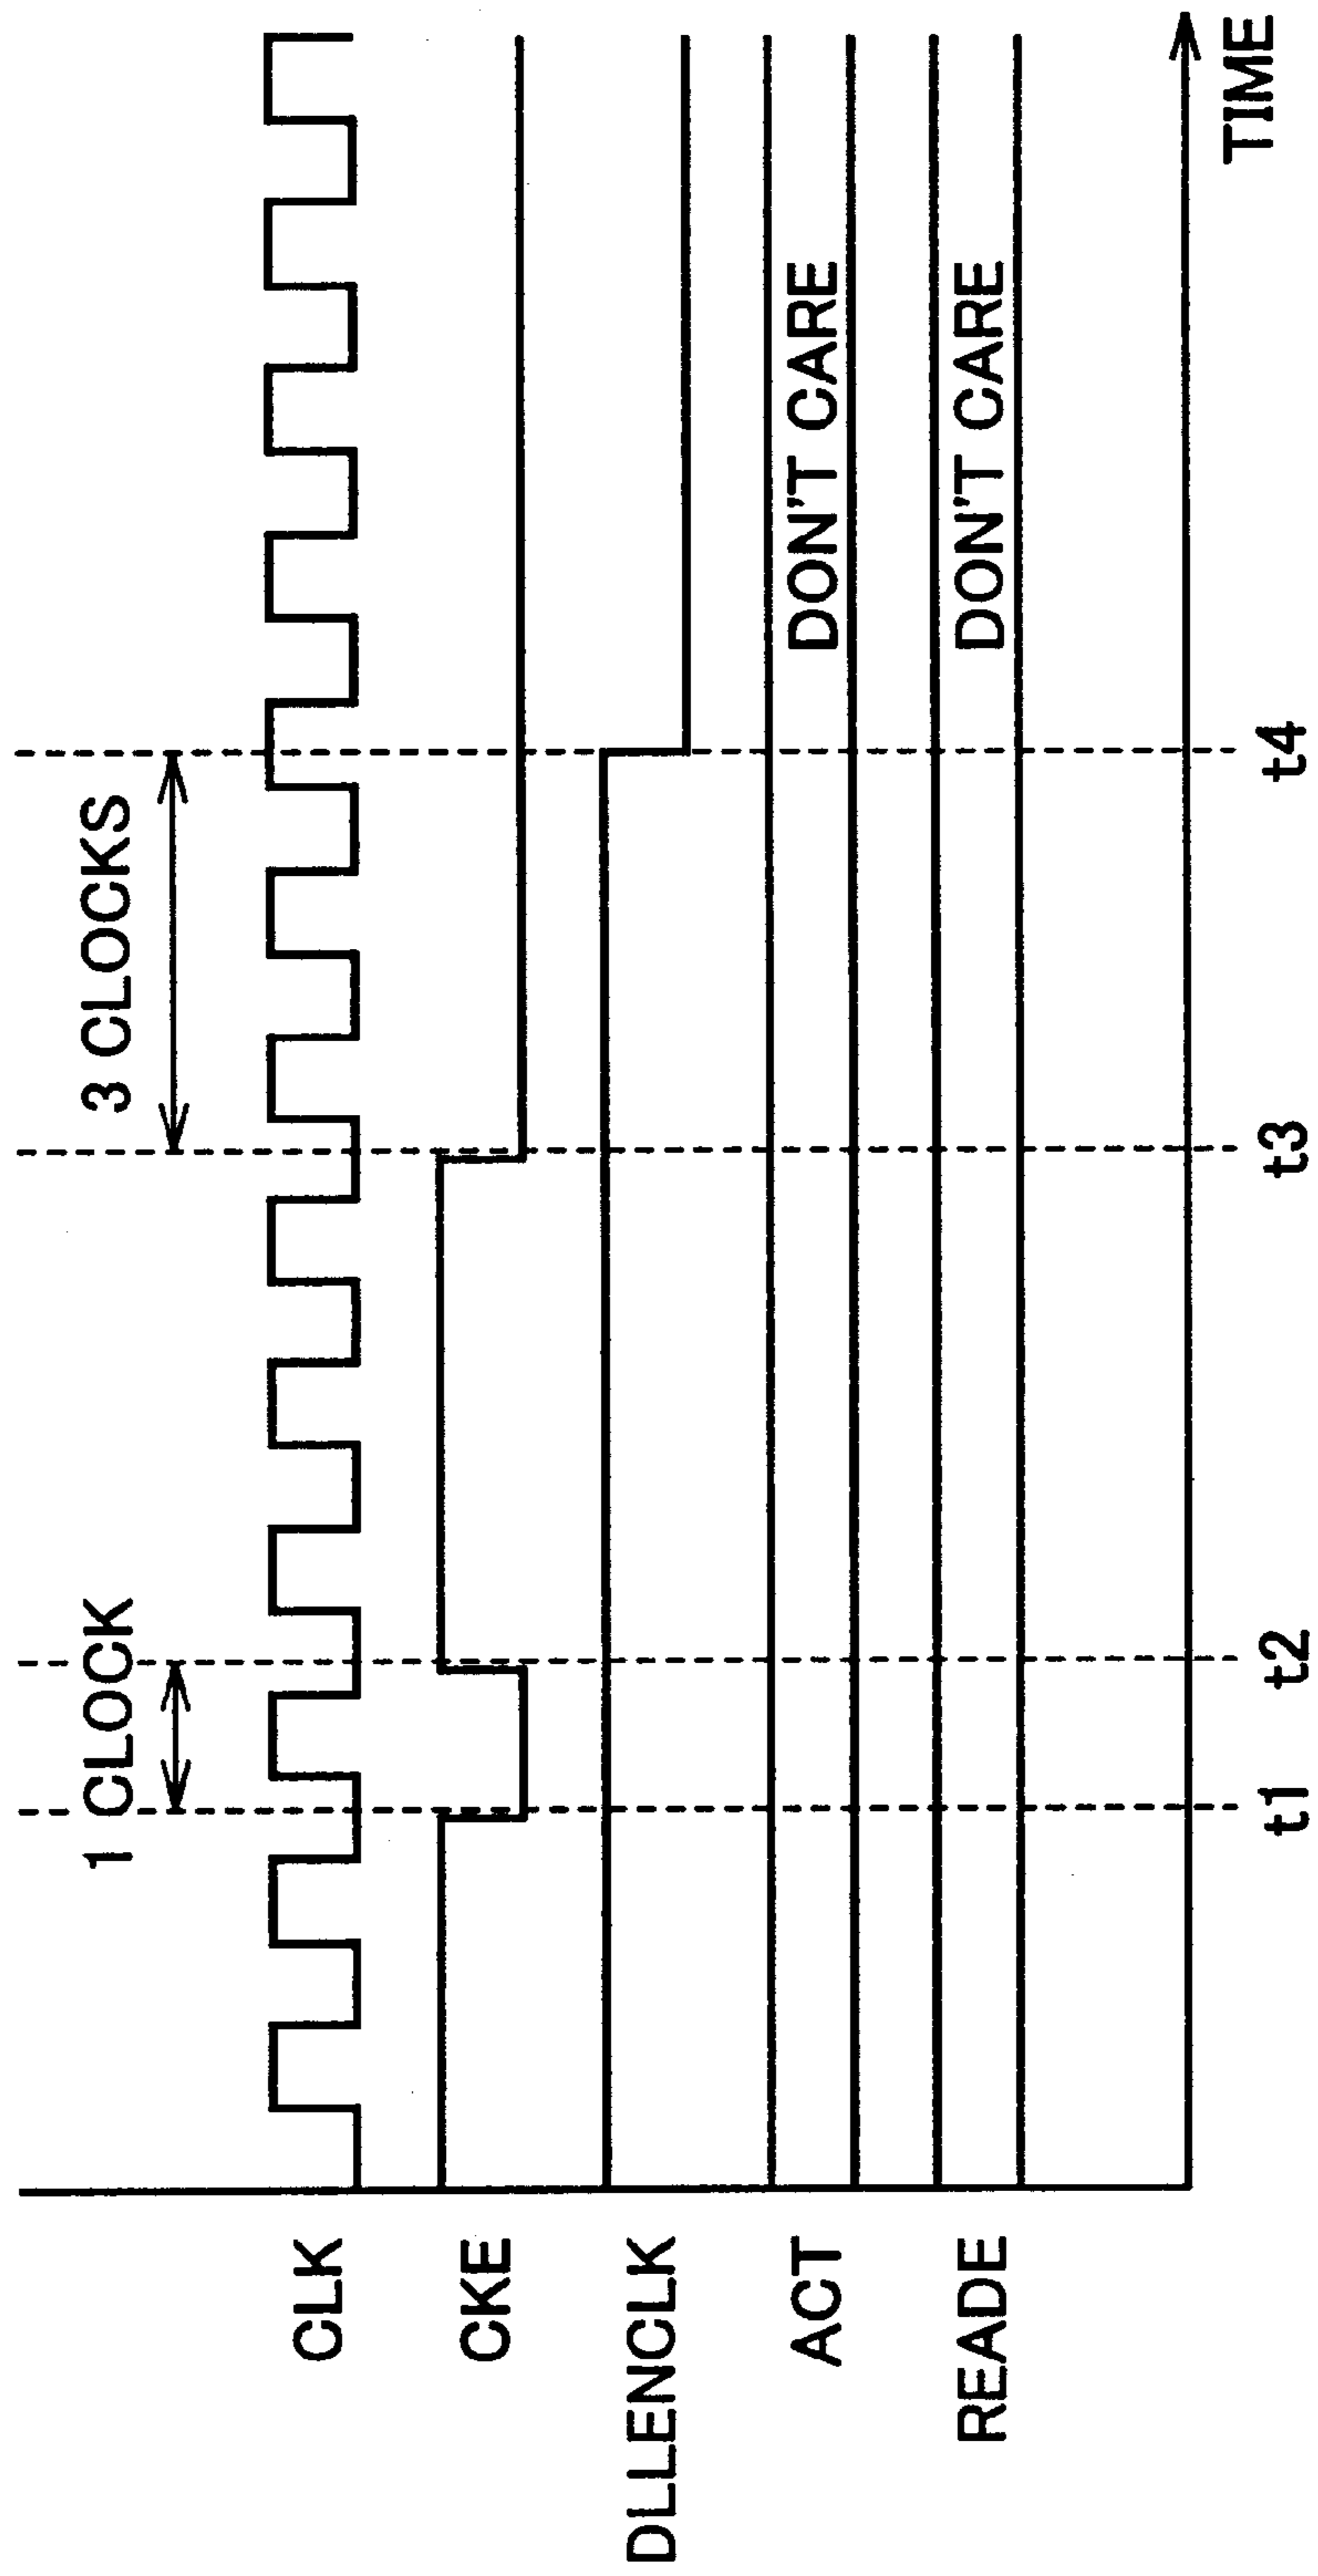 1 CLOCK
3 CLOCKS
CLK
CKE
DLLENCLK
ACT
DON'T CARE
READE
DON'T CARE
t1
t2
t3
t4
TIME